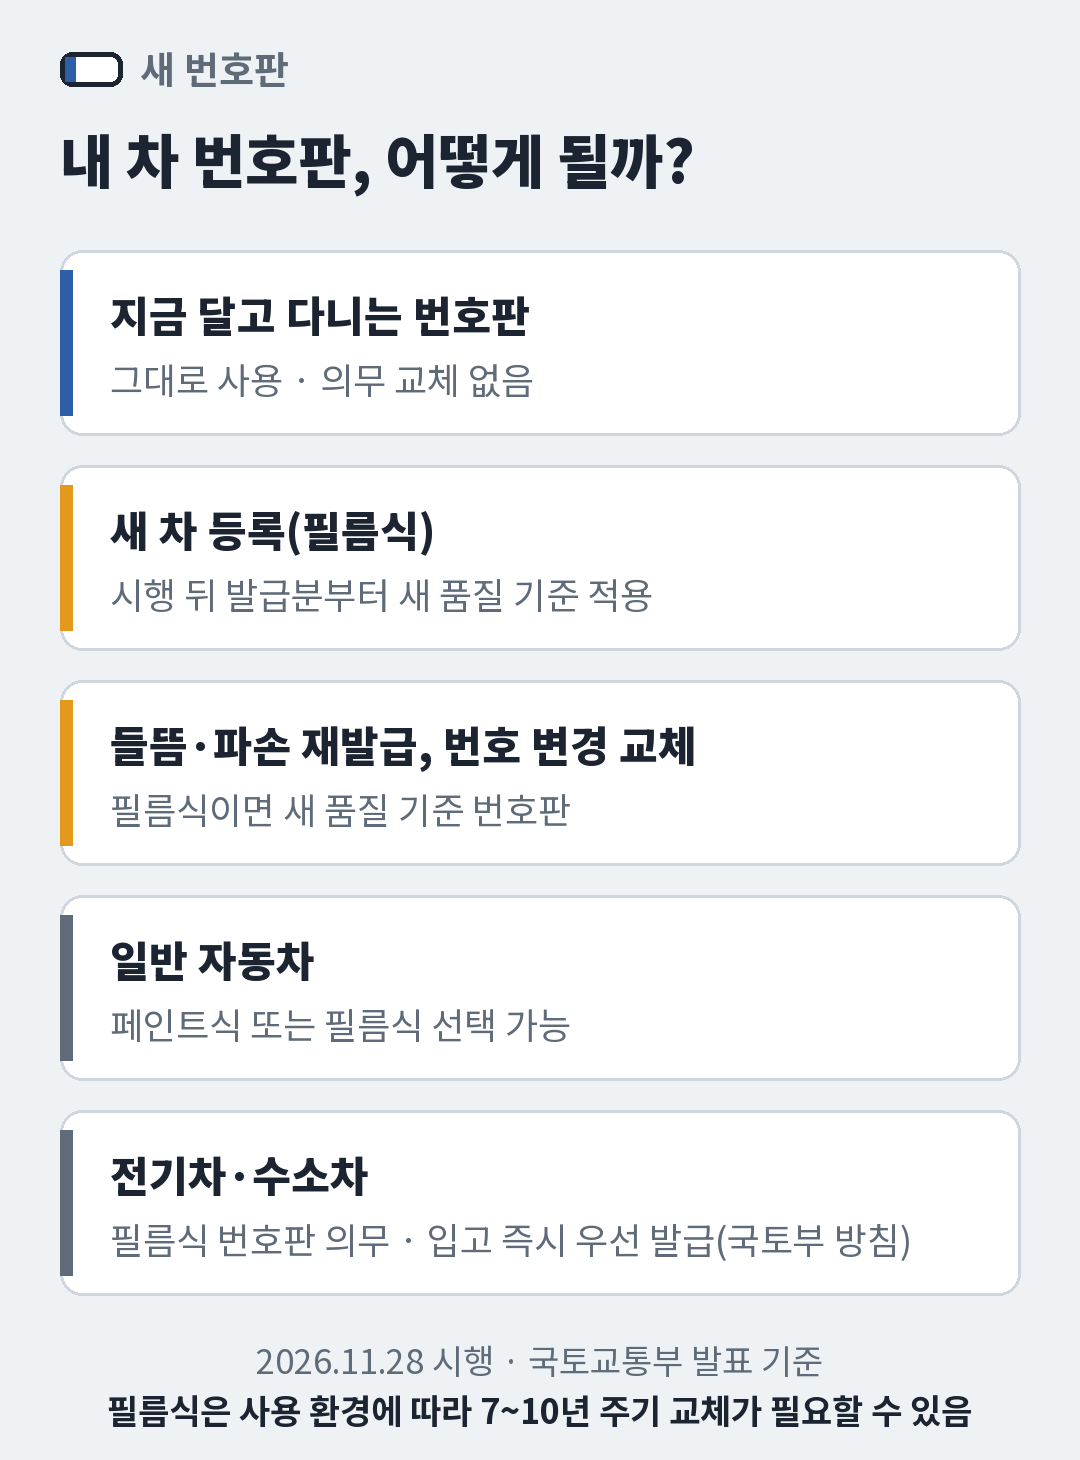 새 번호판
내 차 번호판, 어떻게 될까?
지금 달고 다니는 번호판
그대로 사용 · 의무 교체 없음
새 차 등록(필름식)
시행 뒤 발급분부터 새 품질 기준 적용
들뜸·파손 재발급, 번호 변경 교체
필름식이면 새 품질 기준 번호판
일반 자동차
페인트식 또는 필름식 선택 가능
전기차·수소차
필름식 번호판 의무 · 입고 즉시 우선 발급(국토부 방침)
2026.11.28 시행 · 국토교통부 발표 기준
필름식은 사용 환경에 따라 7~10년 주기 교체가 필요할 수 있음